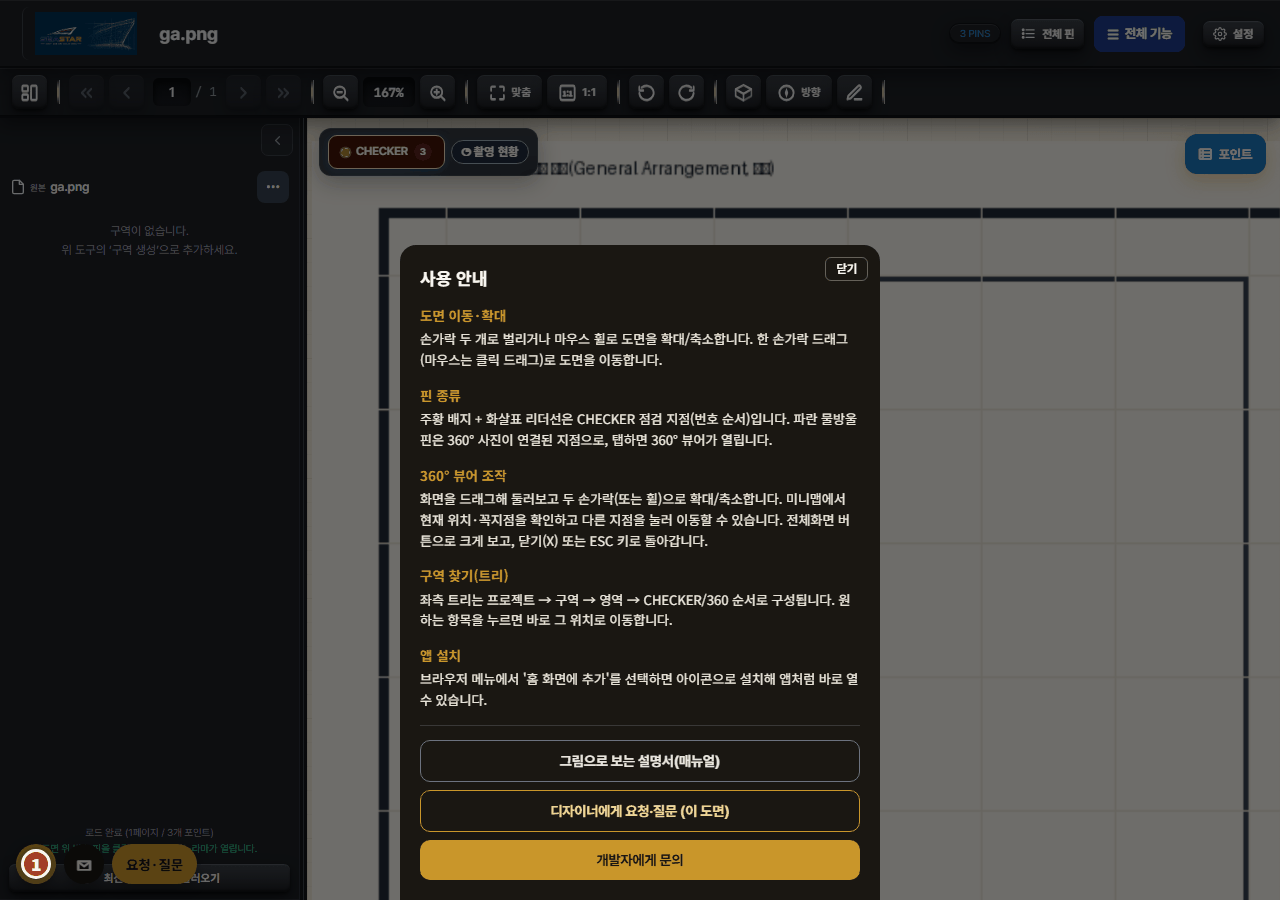 ga.png
3 PINS
전체 핀
전체 기능
설정
1 / 1
167%
맞춤
1:1
방향
CHECKER 3
촬영 현황
(General Arrangement,
포인트
원본 ga.png
구역이 없습니다.
위 도구의 '구역 생성'으로 추가하세요.
사용 안내
닫기
도면 이동·확대
손가락 두 개로 벌리거나 마우스 휠로 도면을 확대/축소합니다. 한 손가락 드래그
(마우스는 클릭 드래그)로 도면을 이동합니다.
핀 종류
주황 배지 + 화살표 리더선은 CHECKER 점검 지점(번호 순서)입니다. 파란 물방울
핀은 360° 사진이 연결된 지점으로, 탭하면 360° 뷰어가 열립니다.
360° 뷰어 조작
화면을 드래그해 둘러보고 두 손가락(또는 휠)으로 확대/축소합니다. 미니맵에서
현재 위치·꼭지점을 확인하고 다른 지점을 눌러 이동할 수 있습니다. 전체화면 버
튼으로 크게 보고, 닫기(X) 또는 ESC 키로 돌아갑니다.
구역 찾기(트리)
좌측 트리는 프로젝트 → 구역 → 영역 → CHECKER/360 순서로 구성됩니다. 원
하는 항목을 누르면 바로 그 위치로 이동합니다.
앱 설치
브라우저 메뉴에서 '홈 화면에 추가'를 선택하면 아이콘으로 설치해 앱처럼 바로 열
수 있습니다.
그림으로 보는 설명서(매뉴얼)
디자이너에게 요청·질문 (이 도면)
개발자에게 문의
로드 완료 (1페이지 / 3개 포인트)
열립니다.
1
요청·질문